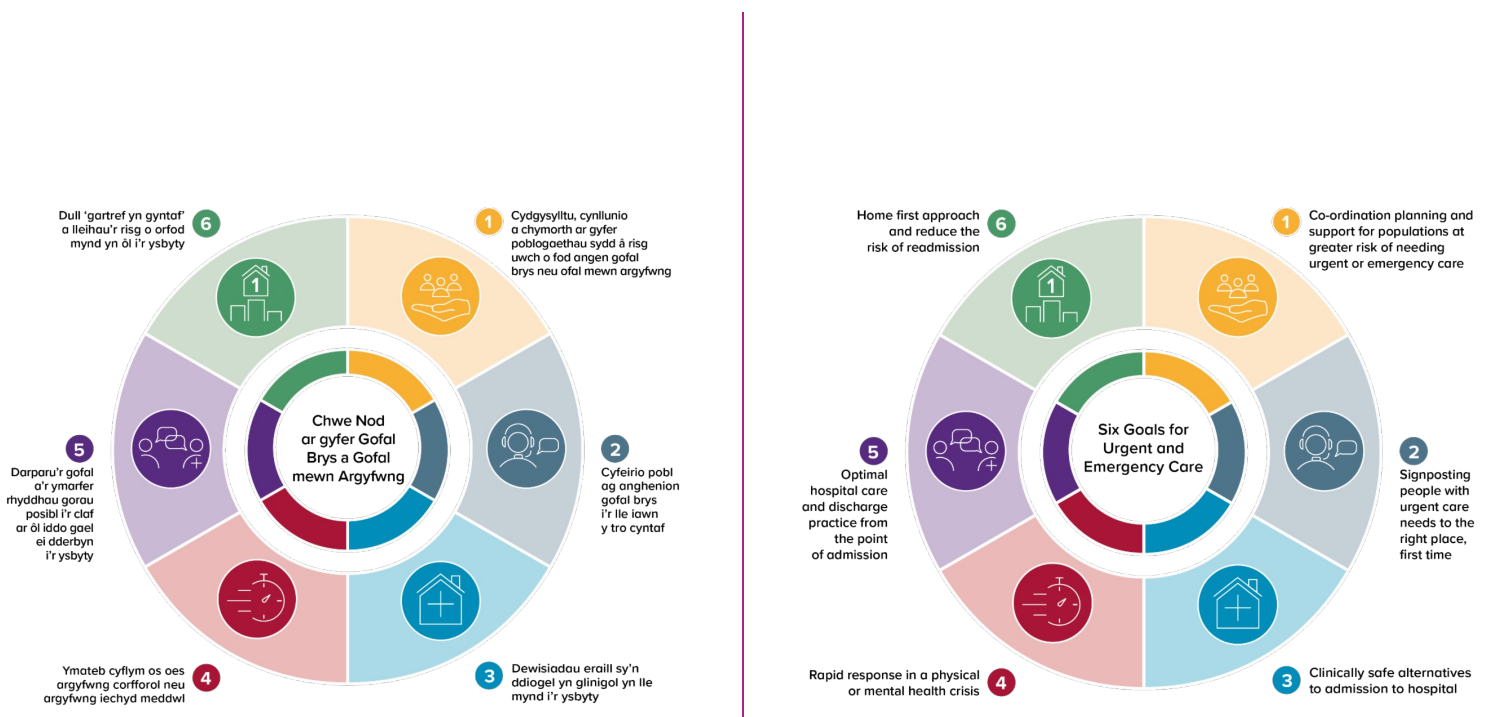 Chwe Nod
ar gyfer Gofal
Brys a Gofal
mewn Argyfwng
1
Cydgysylltu, cynllunio
a chymorth ar gyfer
poblogaethau sydd â risg
uwch o fod angen gofal
brys neu ofal mewn argyfwng
2
Cyfeirio pobl
ag anghenion
gofal brys
i'r lle iawn
y tro cyntaf
3
Dewisiadau eraill sy'n
ddiogel yn glinigol yn lle
mynd i'r ysbyty
4
Ymateb cyflym os oes
argyfwng corfforol neu
argyfwng iechyd meddwl
5
Darparu'r gofal
a'r ymarfer
rhyddhau gorau
posibl i'r claf
ar ôl iddo gael
ei dderbyn
i'r ysbyty
6
Dull 'gartref yn gyntaf'
a lleihau'r risg o orfod
mynd yn ôl i'r ysbyty
1
Six Goals for
Urgent and
Emergency Care
1
Co-ordination planning and
support for populations at
greater risk of needing
urgent or emergency care
2
Signposting
people with
urgent care
needs to the
right place,
first time
3
Clinically safe alternatives
to admission to hospital
4
Rapid response in a physical
or mental health crisis
5
Optimal
hospital care
and discharge
practice from
the point
of admission
6
Home first approach
and reduce the
risk of readmission
1